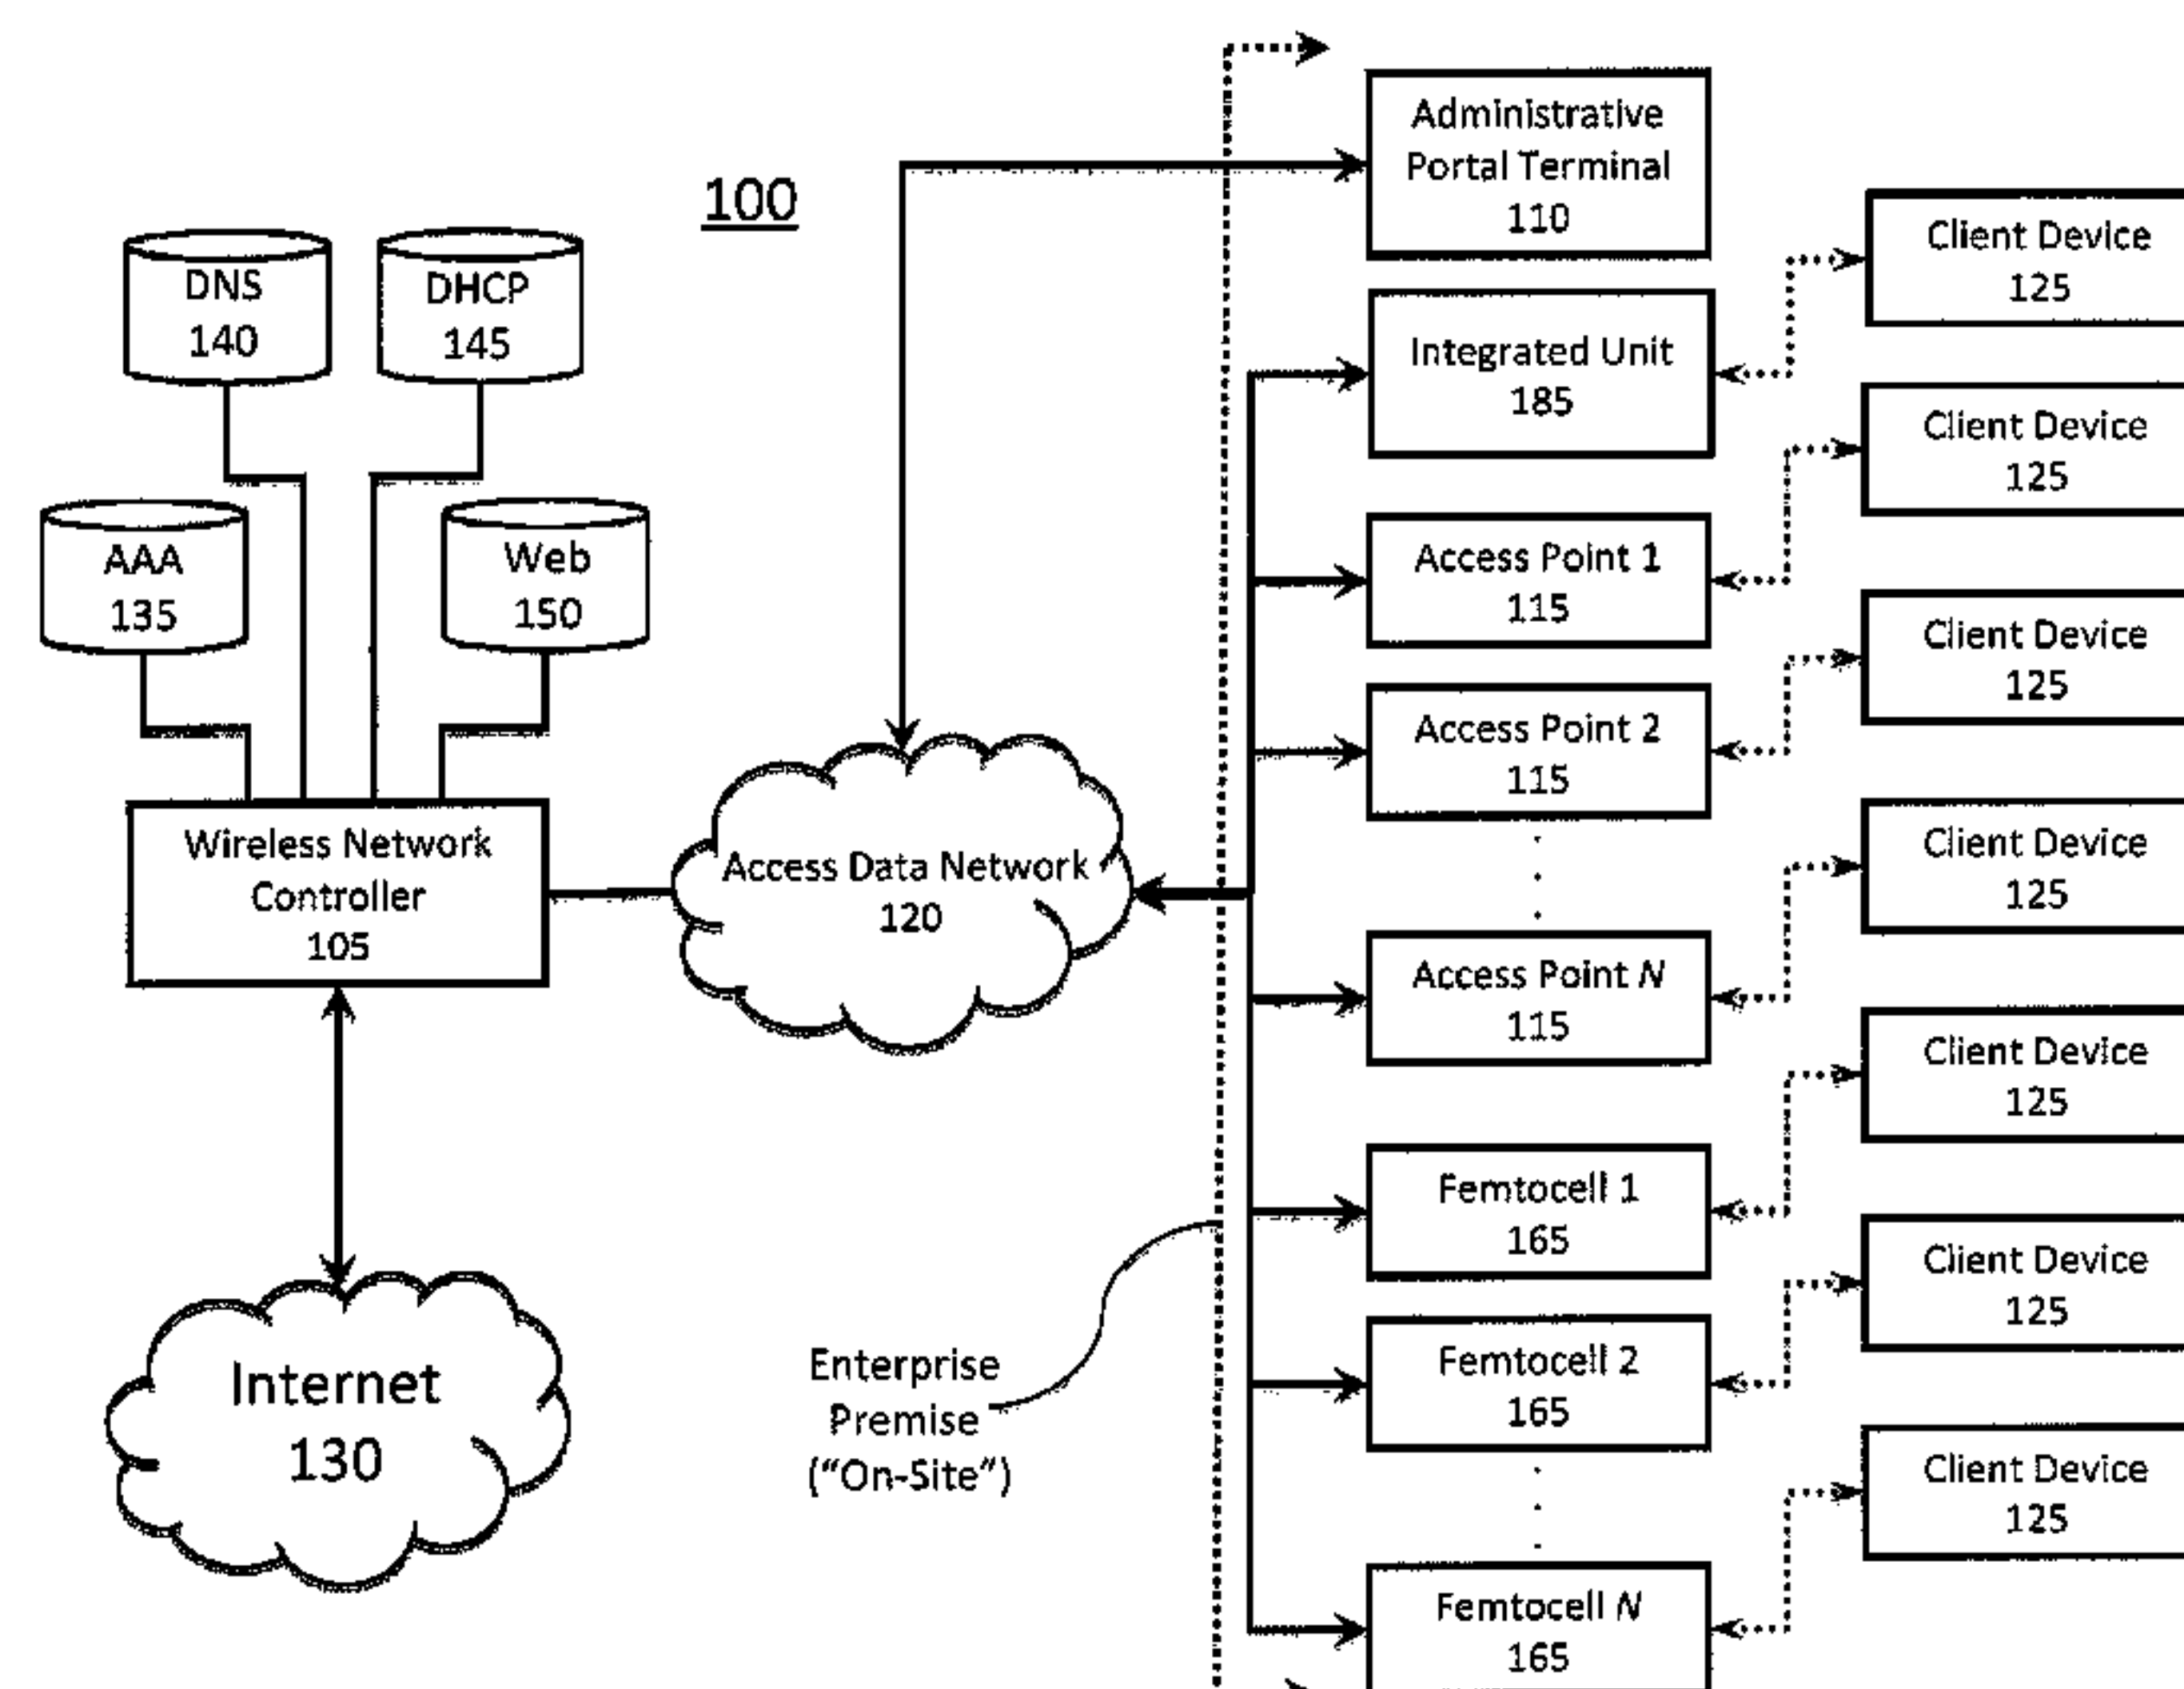 100
DNS
140
DHCP
145
AAA
135
Web
150
Wireless Network
Controller
105
Internet
130
Access Data Network
120
Enterprise
Premise
("On-Site")
Administrative
Portal Terminal
110
Integrated Unit
185
Access Point 1
115
Access Point 2
115
Access Point N
115
Femtocell 1
165
Femtocell 2
165
Femtocell N
165
Client Device
125
Client Device
125
Client Device
125
Client Device
125
Client Device
125
Client Device
125
Client Device
125